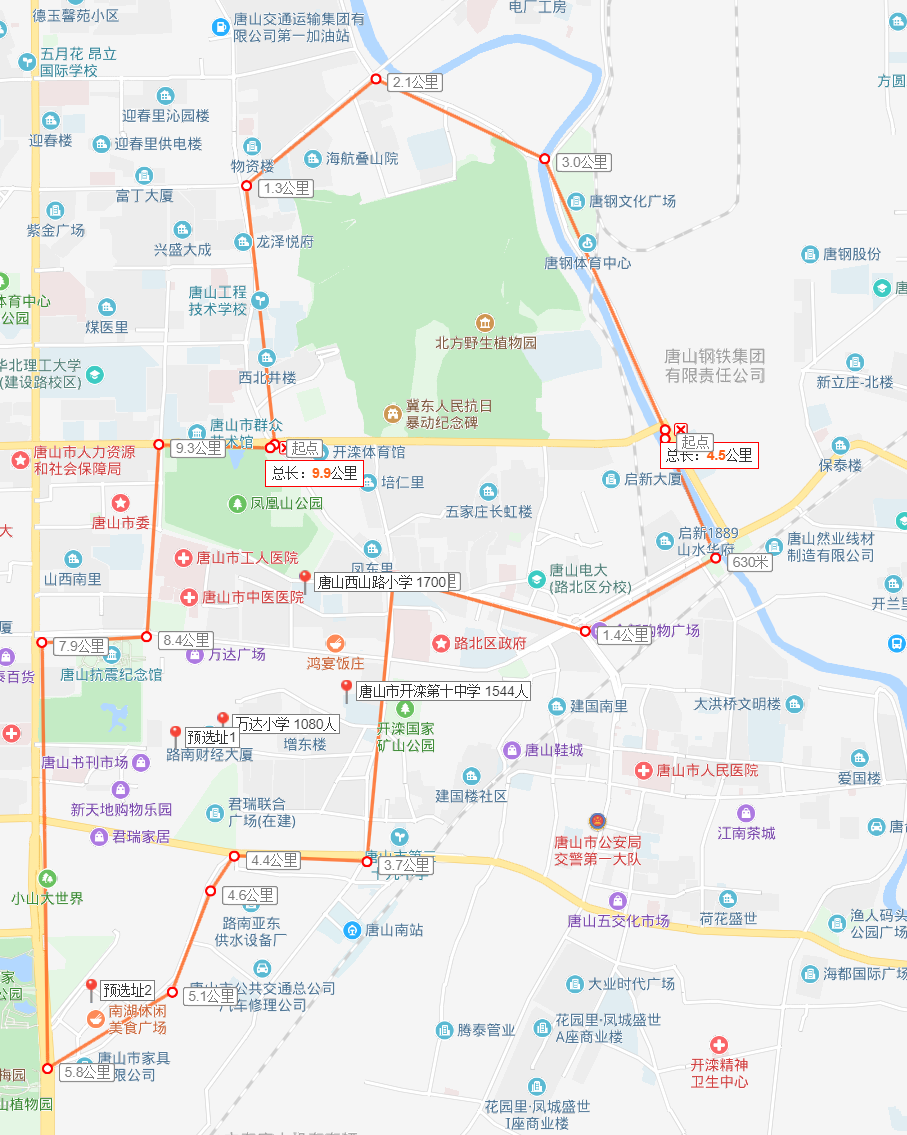 德玉馨苑小区
唐山交通运输集团有
限公司第一加油站
电厂工房
五月花 昂立
国际学校
2.1公里
方圆
迎春里沁园楼
迎春楼
迎春里供电楼
物资楼
海航叠山院
3.0公里
富丁大厦
1.3公里
紫金广场
唐钢文化广场
兴盛大成
龙泽悦府
唐钢体育中心
唐钢股份
体育中心
公园
唐山工程
技术学校
煤医里
北方野生植物园
华北理工大学
(建设路校区)
西北井楼
唐山钢铁集团
有限责任公司
新立庄-北楼
冀东人民抗日
暴动纪念碑
唐山市群众
艺术馆
9.3公里
起点
开滦体育馆
起点
总长：4.5公里
唐山市人力资源
和社会保障局
总长：9.9公里
保泰楼
培仁里
启新大厦
凤凰山公园
五家庄长虹楼
唐山市委
大
启新1889
山水华府
唐山然业线材
制造有限公司
唐山市工人医院
凤东里
630米
山西南里
唐山西山路小学 1700
唐山电大
(路北区分校)
唐山市中医医院
开兰里
厦
1.4公里
购物广场
7.9公里
8.4公里
万达广场
鸿宴饭庄
路北区政府
泰百货
唐山抗震纪念馆
唐山市开滦第十中学 1544人
大洪桥文明楼
建国南里
万达小学 1080人
预选址1
增东楼
开滦国家
矿山公园
路南财经大厦
唐山书刊市场
唐山鞋城
唐山市人民医院
爱国楼
新天地购物乐园
建国楼社区
君瑞联合
广场(在建)
江南茶城
君瑞家居
唐山市公安局
交警第一大队
4.4公里
3.7公里
小山大世界
4.6公里
路南亚东
供水设备厂
唐山五交化市场
荷花盛世
渔人码头
公园广场
唐山南站
预选址2
5.1公里
唐山市公共交通总公司
汽车修理公司
大业时代广场
海都国际广场
家
公园
南湖休闲
美食广场
腾泰管业
花园里·凤城盛世
A座商业楼
唐山市家具
限公司
5.8公里
梅园
开滦精神
卫生中心
山植物园
花园里·凤城盛世
I座商业楼